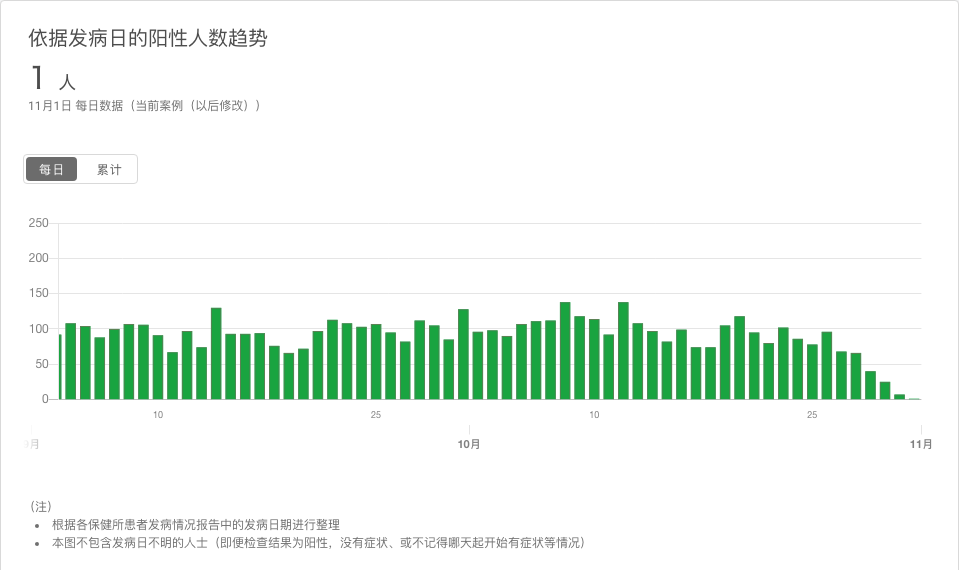 依据发病日的阳性人数趋势
1 人
11月1日 每日数据（当前案例（以后修改））
每日 累计
250
200
150
100
50
0
10 25 10 25
月 10月 11月
（注）
• 根据各保健所患者发病情况报告中的发病日期进行整理
• 本图不包含发病日不明的人士（即便检查结果为阳性，没有症状、或不记得哪天起开始有症状等情况）